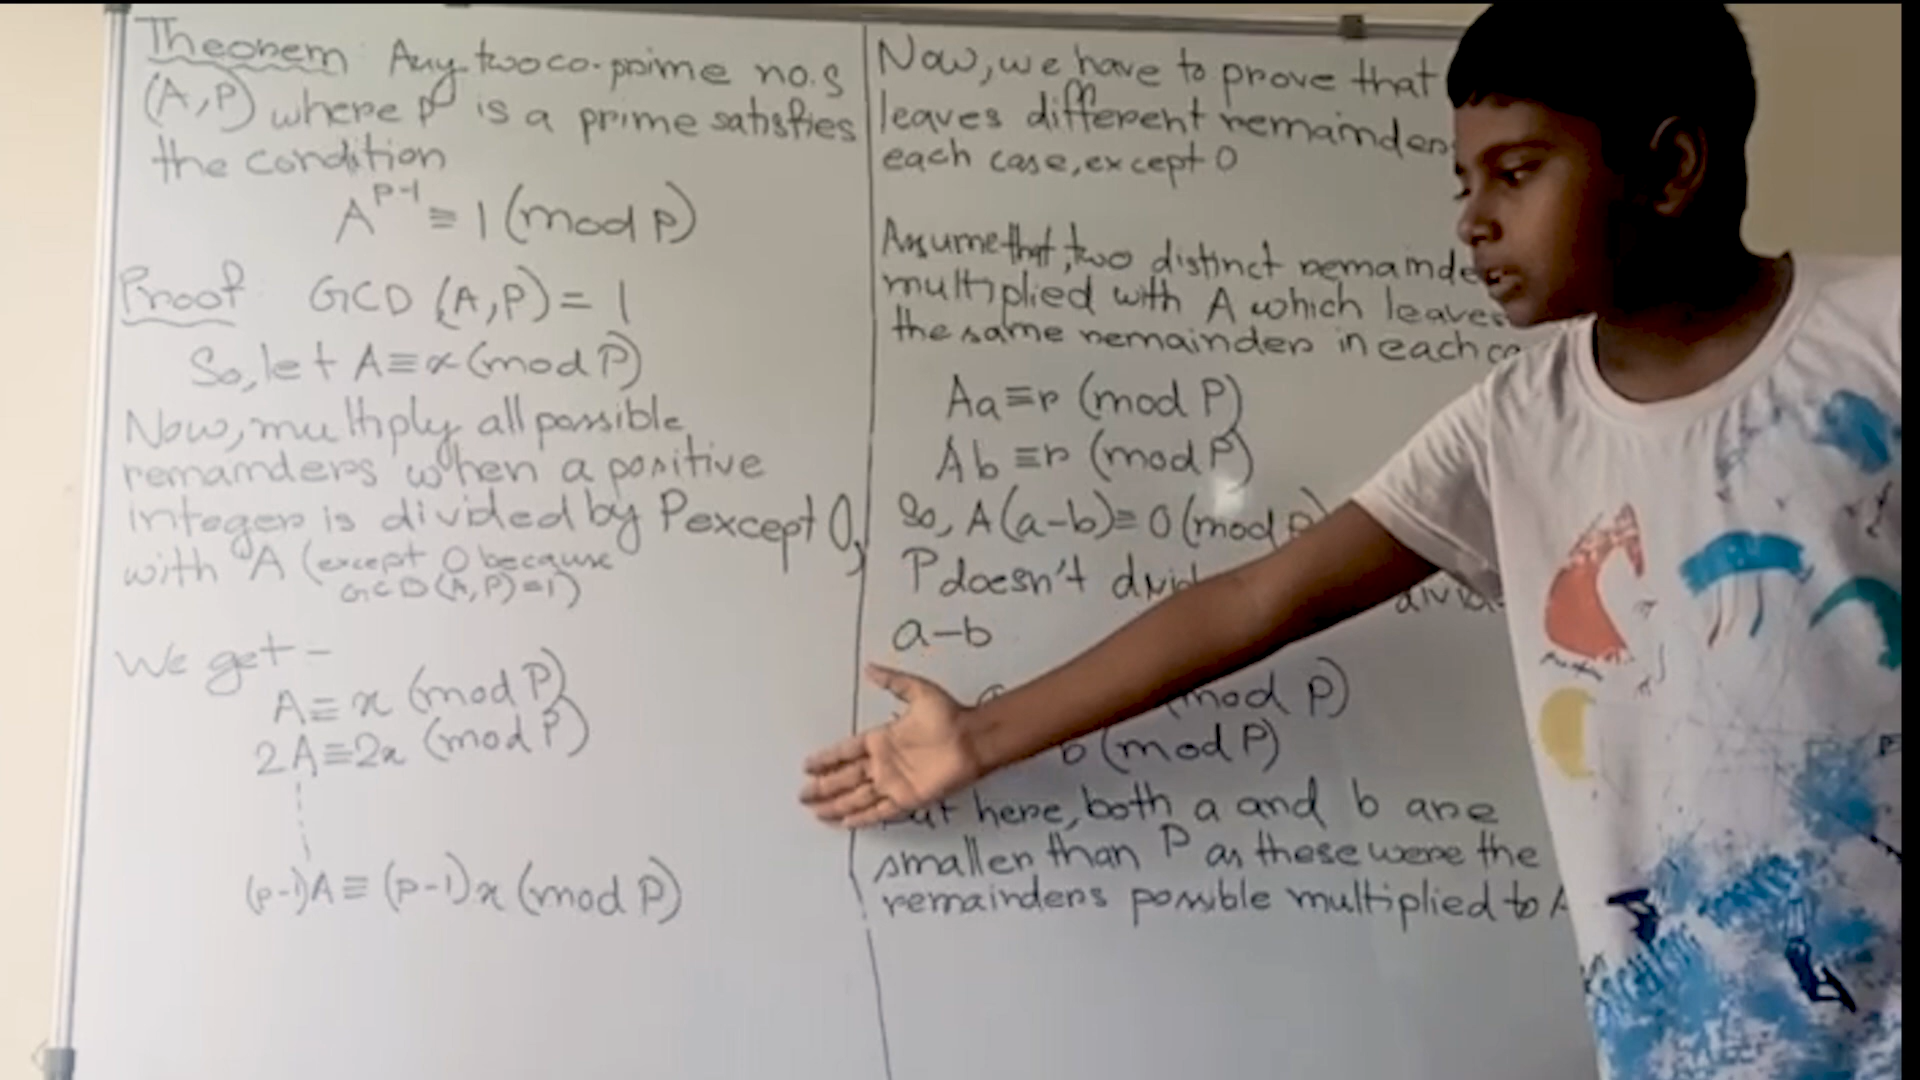 Theorem: Any two co-prime no.s
(A,P) where P is a prime satisfies
the condition
A^{p-1} ≡ 1 (mod P)
Proof GCD (A,P) = 1
So, let A ≡ x (mod P)
Now, multiply all possible
remainders when a positive
integer is divided by P except 0,
with A (except 0 because
GCD(A,P)=1)
We get -
A ≡ x (mod P)
2A ≡ 2x (mod P)
(p-1)A ≡ (p-1)x (mod P)
Now, we have to prove that
leaves different remainders
each case, except 0
Assume that, two distinct
multiplied with A which leaves
the same remainder in each
Aa ≡ r (mod P)
Ab ≡ r (mod P)
So, A(a-b) ≡ 0 (mod P)
P doesn't
a-b
(mod P)
b (mod P)
here, both a and b are
smaller than P as these were the
remainders possible multiplied to A